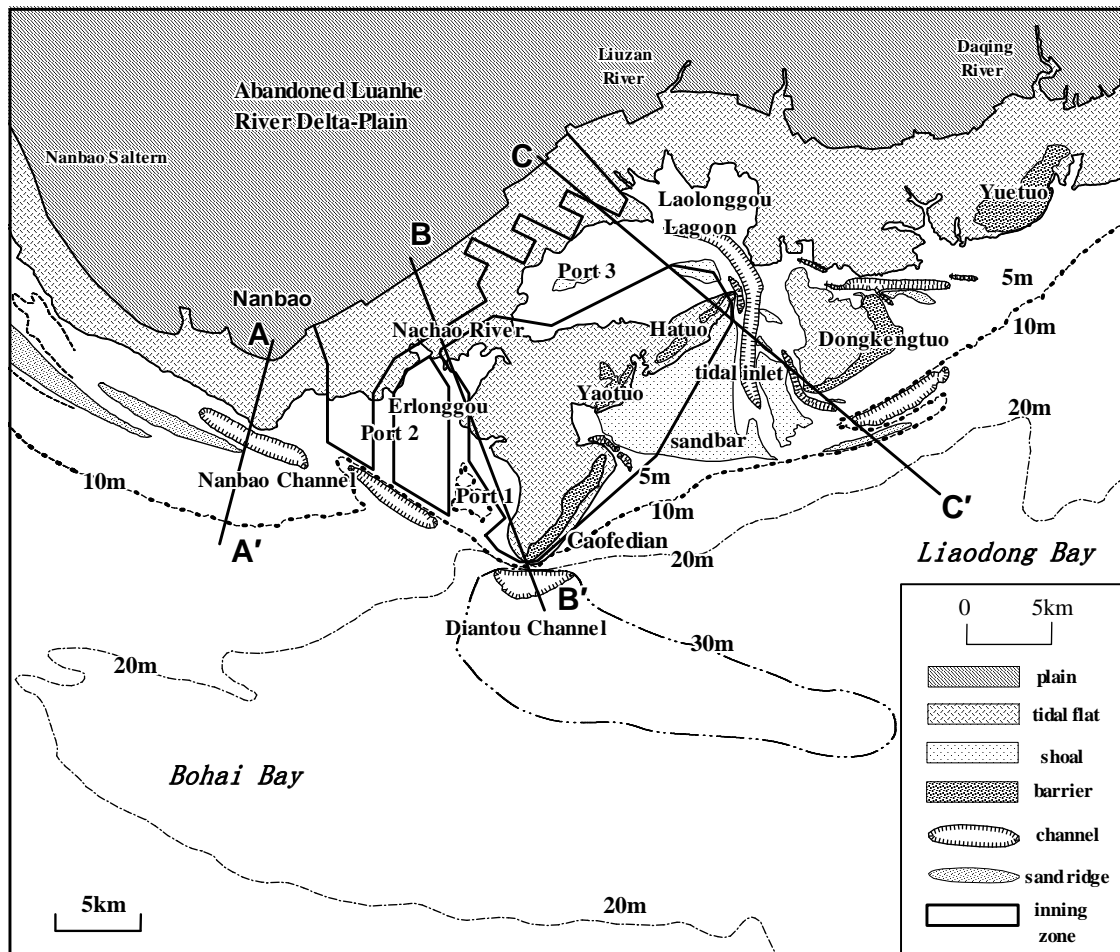 Liuzan
River
Daqing
River
Abandoned Luanhe
River Delta-Plain
Nanbao Saltern
C
Laolonggou
Lagoon
Yuetuo
B
Port 3
5m
10m
Nanbao
A
Nachao River
Hatuo
Dongkengtuo
tidal inlet
Erlonggou
Yaotuo
20m
Port 2
sandbar
10m
Nanbao Channel
5m
Port 1
10m
C′
A′
Caofedian
20m
Liaodong Bay
B′
Diantou Channel
30m
20m
Bohai Bay
5km
20m
0 5km
plain
tidal flat
shoal
barrier
channel
sand ridge
inning
zone